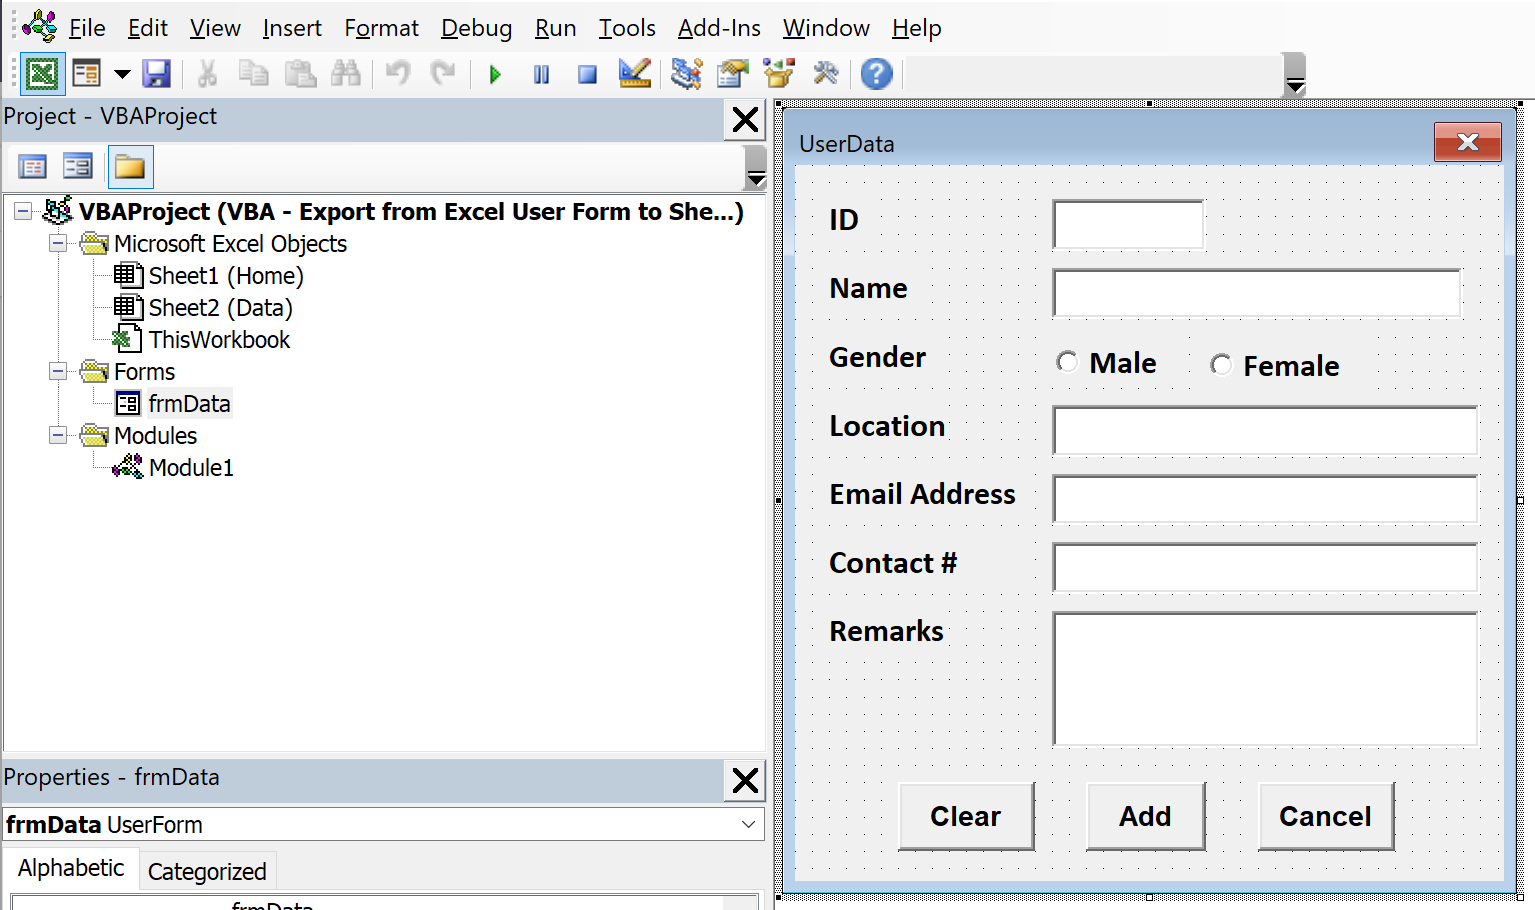 File Edit View Insert Format Debug Run Tools Add-Ins Window Help
Project - VBAProject
VBAProject (VBA - Export from Excel User Form to She...)
Microsoft Excel Objects
Sheet1 (Home)
Sheet2 (Data)
ThisWorkbook
Forms
frmData
Modules
Module1
Properties - frmData
frmData UserForm
Alphabetic Categorized
frmData
UserData
ID
Name
Gender Male Female
Location
Email Address
Contact #
Remarks
Clear Add Cancel